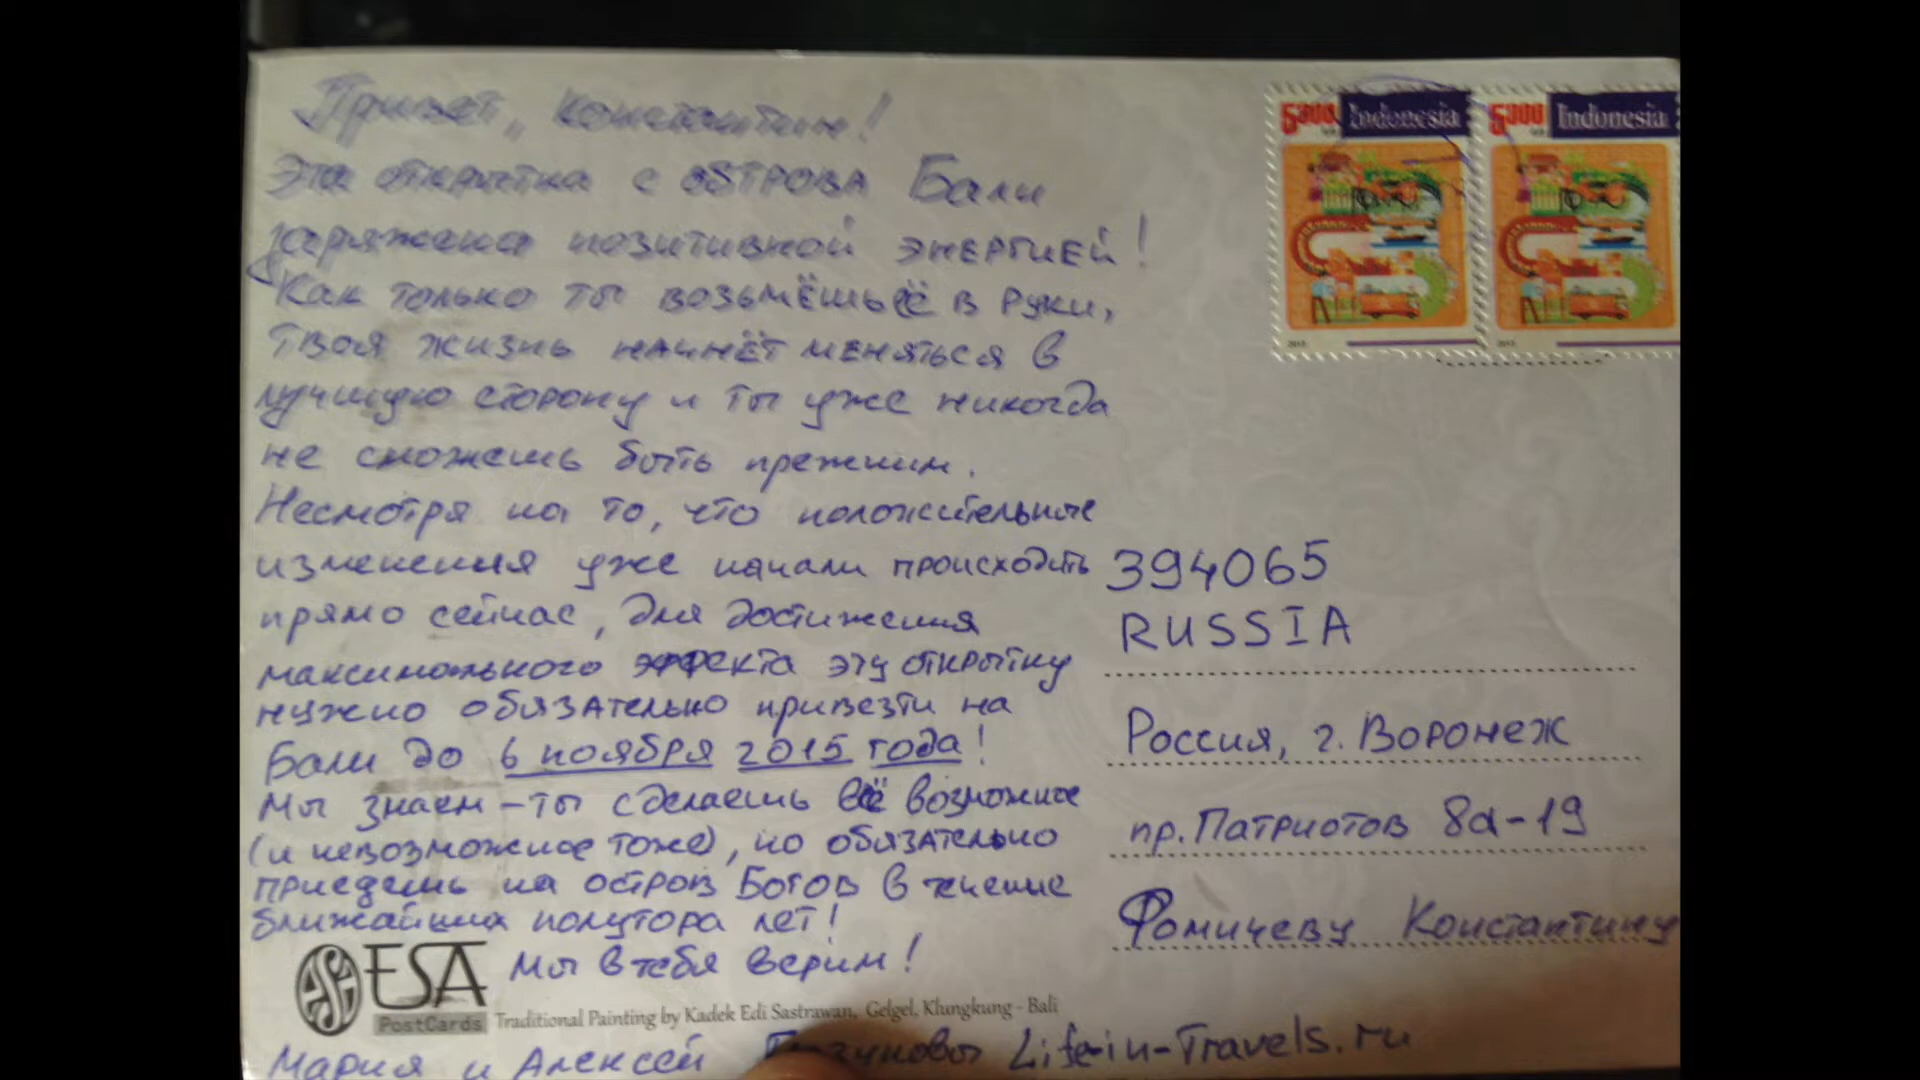 Привет, Константин!
Эта открытка с острова Бали
заряжена позитивной энергией!
Как только ты возьмёшь её в руки,
твоя жизнь начнёт меняться в
лучшую сторону и ты уже никогда
не сможешь быть прежним.
Несмотря на то, что положительные
изменения уже начали происходить
прямо сейчас, для достижения
максимального эффекта эту открытку
нужно обязательно привезти на
Бали до 6 ноября 2015 года!
Мы знаем – ты сделаешь всё возможное
(и невозможное тоже), но обязательно
приедешь на остров Богов в течение
ближайших полутора лет!
Мы в тебя верим!
ESA
PostCards
Traditional Painting by Kadek Edi Sastrawan, Gelgel, Klungkung - Bali
Мария и Алексей Life-in-Travels.ru
5000 Indonesia
5000 Indonesia
394065
RUSSIA
Россия, г. Воронеж
пр. Патриотов 8а-19
Фомичеву Константину